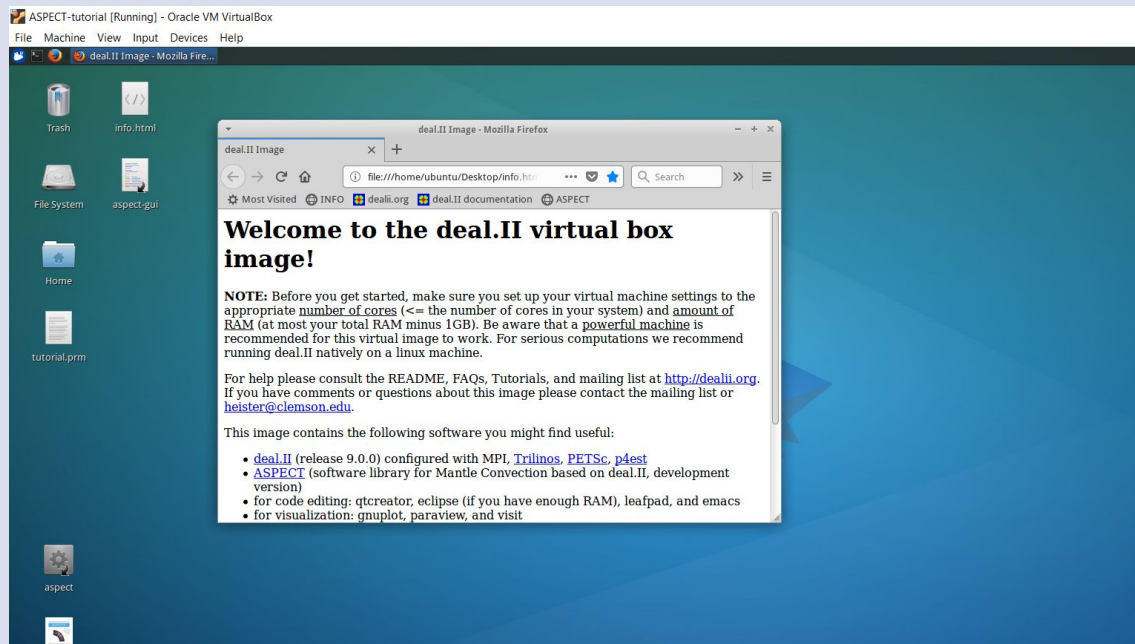 ASPECT-tutorial [Running] - Oracle VM VirtualBox
File Machine View Input Devices Help
deal.II Image - Mozilla Fire...
Trash
info.html
File System
aspect-gui
Home
tutorial.prm
aspect
deal.II Image - Mozilla Firefox
deal.II Image
file:///home/ubuntu/Desktop/info.htm
Search
Most Visited INFO dealii.org deal.II documentation ASPECT
Welcome to the deal.II virtual box
image!
NOTE: Before you get started, make sure you set up your virtual machine settings to the
appropriate number of cores (<= the number of cores in your system) and amount of
RAM (at most your total RAM minus 1GB). Be aware that a powerful machine is
recommended for this virtual image to work. For serious computations we recommend
running deal.II natively on a linux machine.
For help please consult the README, FAQs, Tutorials, and mailing list at http://dealii.org.
If you have comments or questions about this image please contact the mailing list or
heister@clemson.edu.
This image contains the following software you might find useful:
• deal.II (release 9.0.0) configured with MPI, Trilinos, PETSc, p4est
• ASPECT (software library for Mantle Convection based on deal.II, development
version)
• for code editing: qtcreator, eclipse (if you have enough RAM), leafpad, and emacs
• for visualization: gnuplot, paraview, and visit